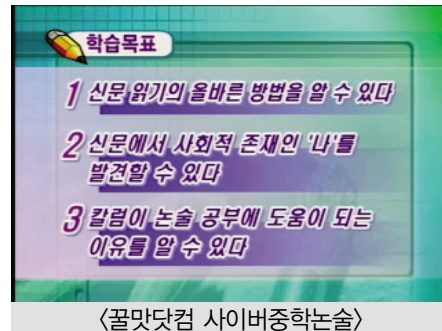 학습목표
1 신문 읽기의 올바른 방법을 알 수 있다
2 신문에서 사회적 존재인 '나'를
발견할 수 있다
3 칼럼이 논술 공부에 도움이 되는
이유를 알 수 있다
〈꿀맛닷컴 사이버중학논술〉